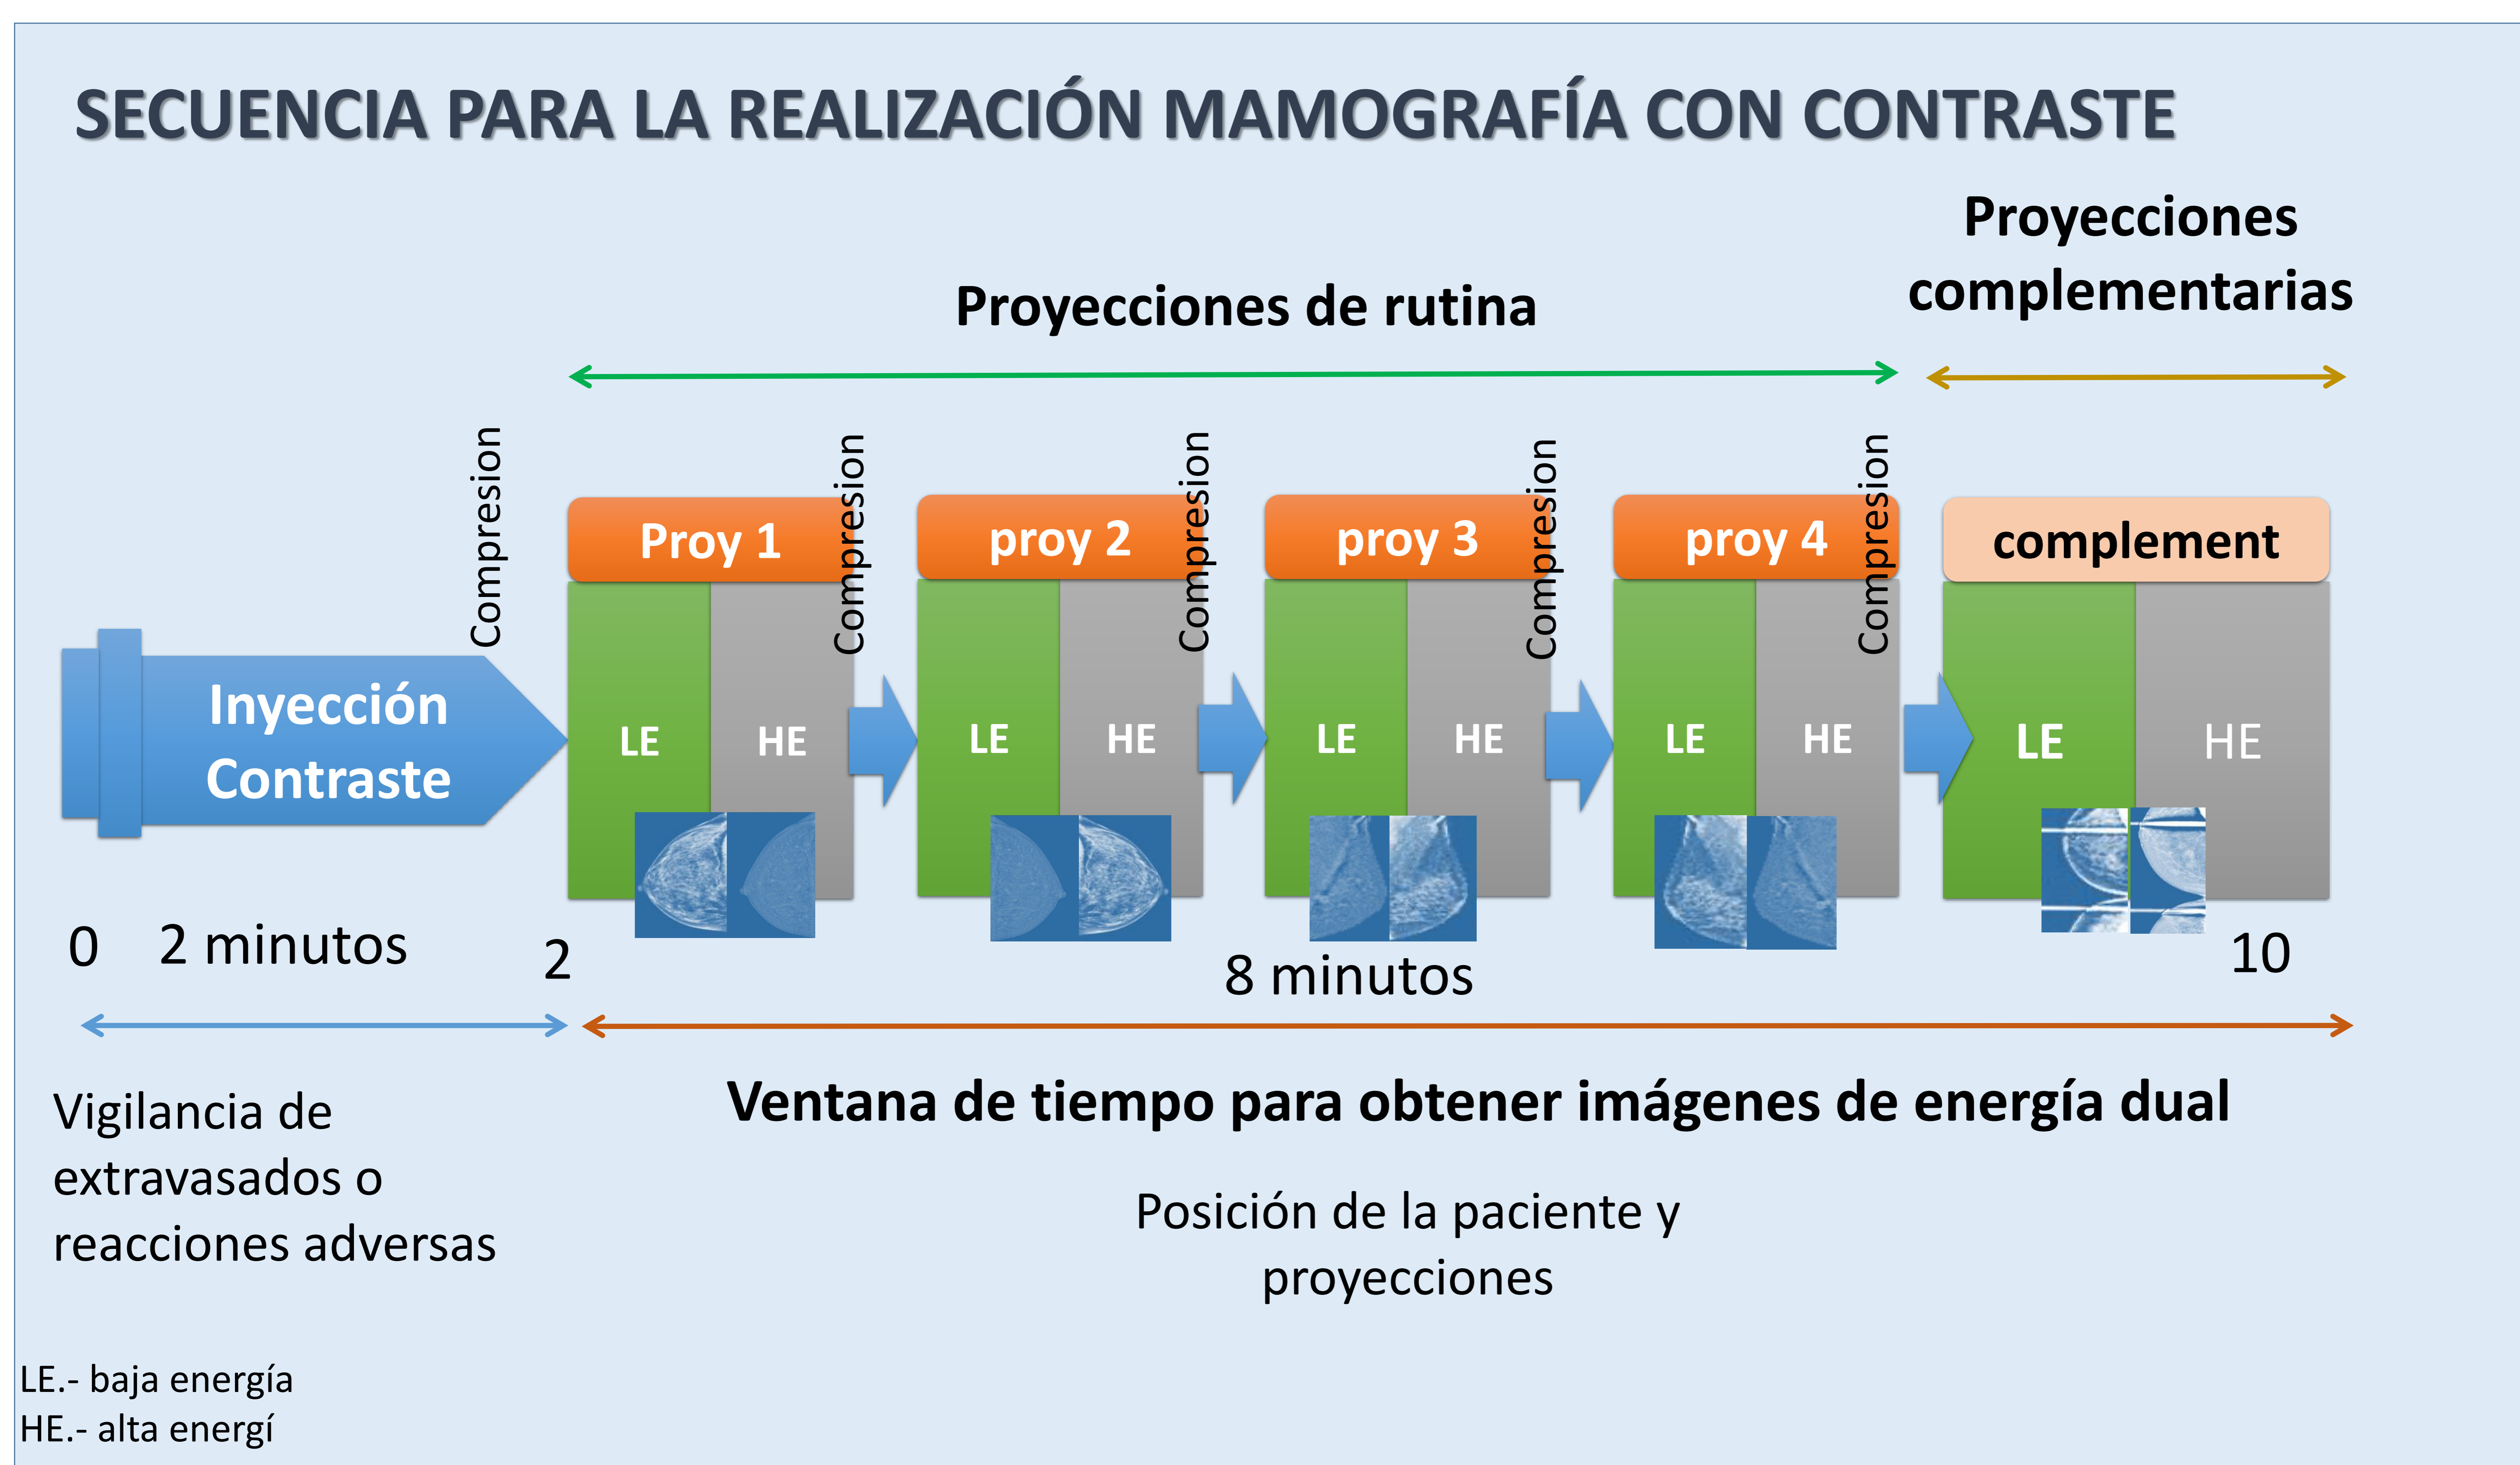 SECUENCIA PARA LA REALIZACIÓN MAMOGRAFÍA CON CONTRASTE
Proyecciones
complementarias
Proyecciones de rutina
Compresion
Compresion
Compresion
Compresion
Compresion
Proy 1
proy 2
proy 3
proy 4
complement
Inyección
Contraste
LE
HE
LE
HE
LE
HE
LE
HE
LE
HE
0
2 minutos
2
8 minutos
10
Vigilancia de
extravasados o
reacciones adversas
Ventana de tiempo para obtener imágenes de energía dual
Posición de la paciente y
proyecciones
LE.- baja energía
HE.- alta energí